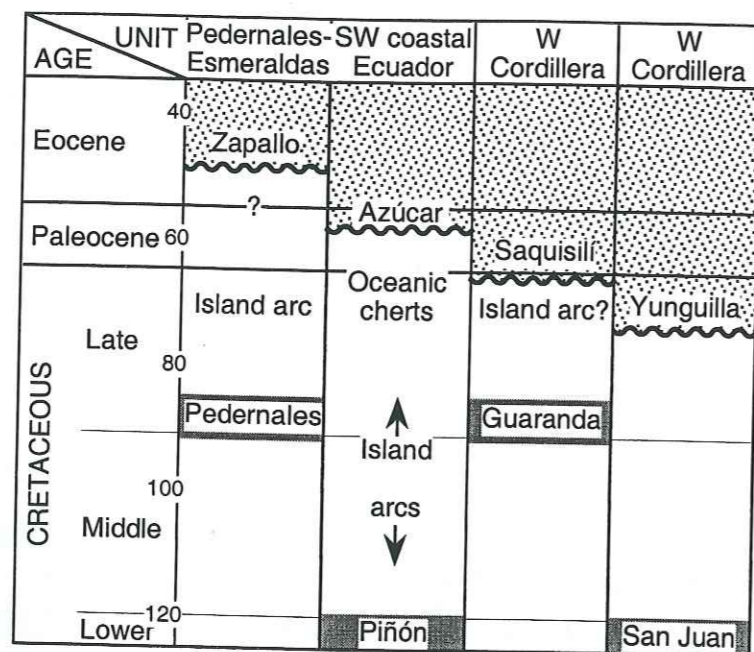 UNIT
AGE
Pedernales-
Esmeraldas
SW coastal
Ecuador
W
Cordillera
W
Cordillera
40
Eocene
Zapallo
?
Azúcar
Paleocene
60
Saquisilí
Oceanic
cherts
Island arc
Island arc?
Yunguilla
Late
80
Pedernales
Guaranda
Island
arcs
CRETACEOUS
100
Middle
120
Lower
Piñón
San Juan